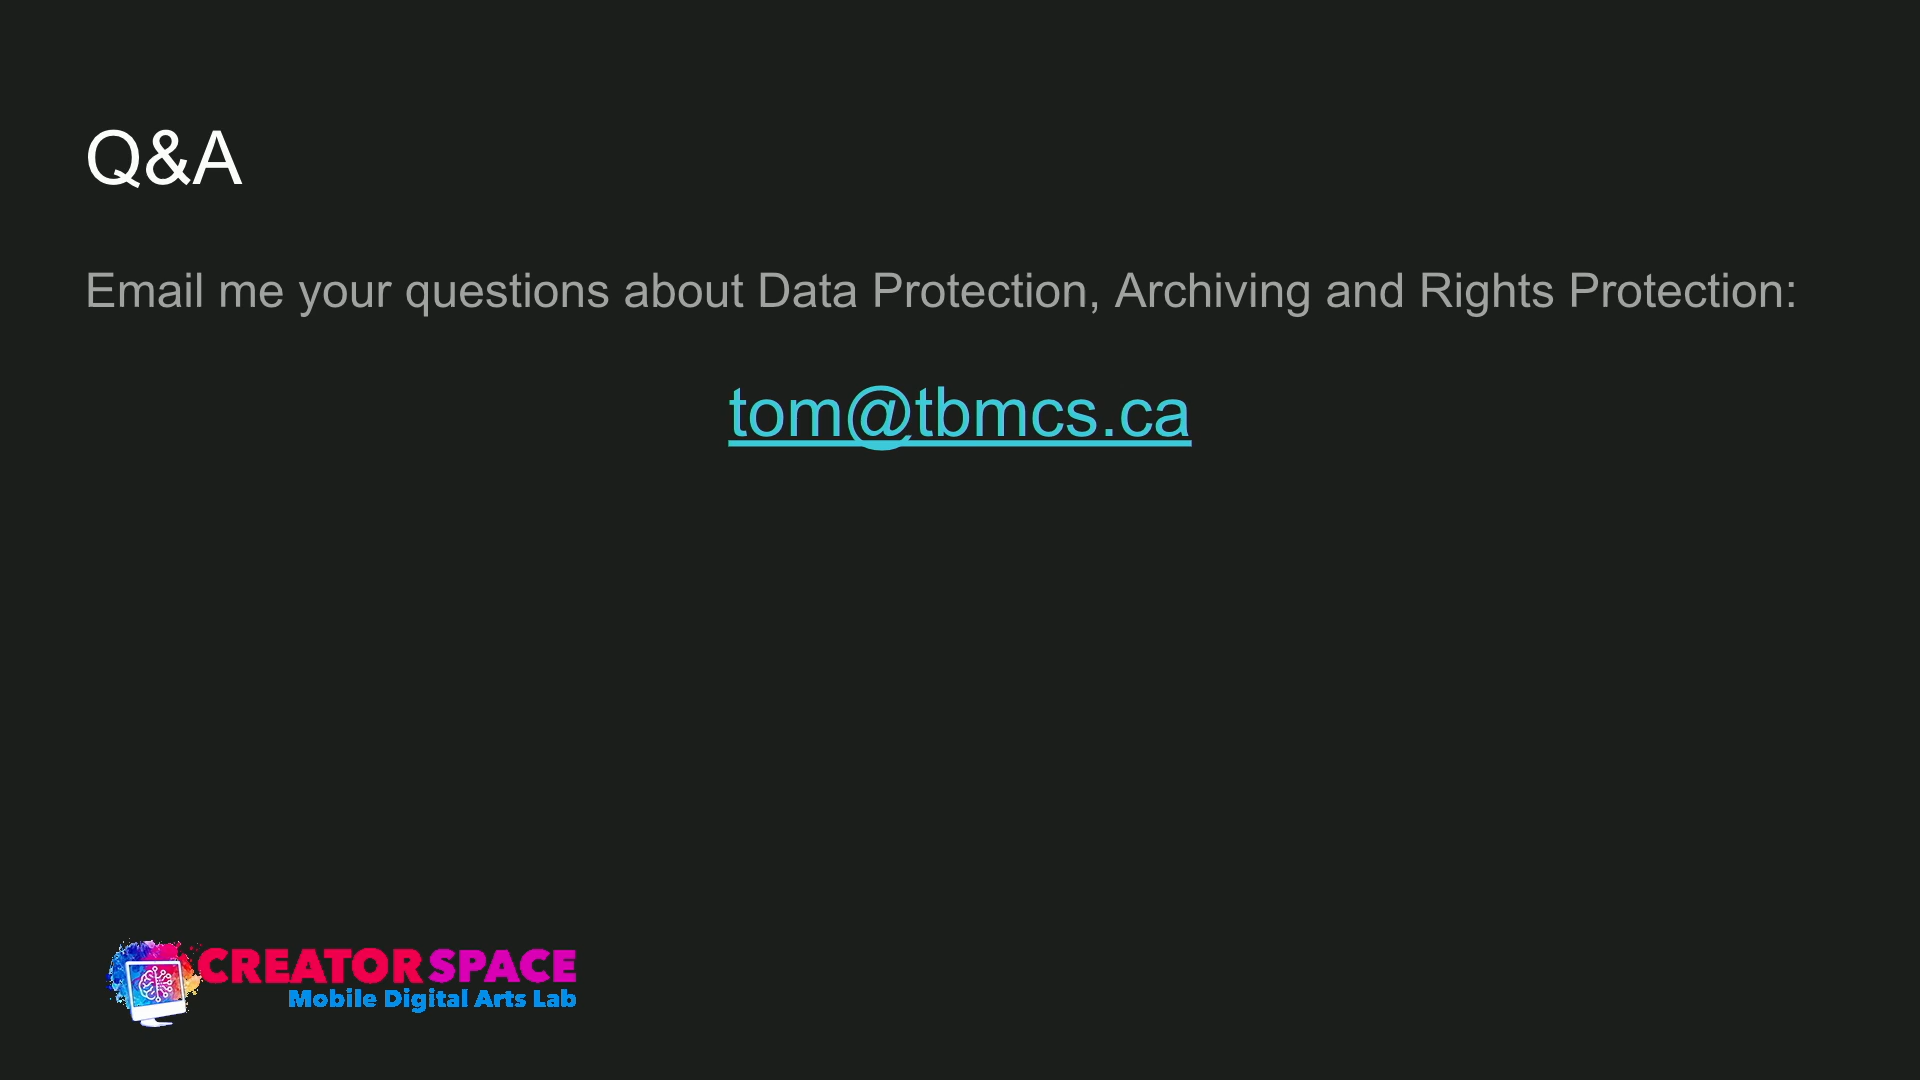 Q&A
Email me your questions about Data Protection, Archiving and Rights Protection:
tom@tbmcs.ca
CREATORSPACE
Mobile Digital Arts Lab